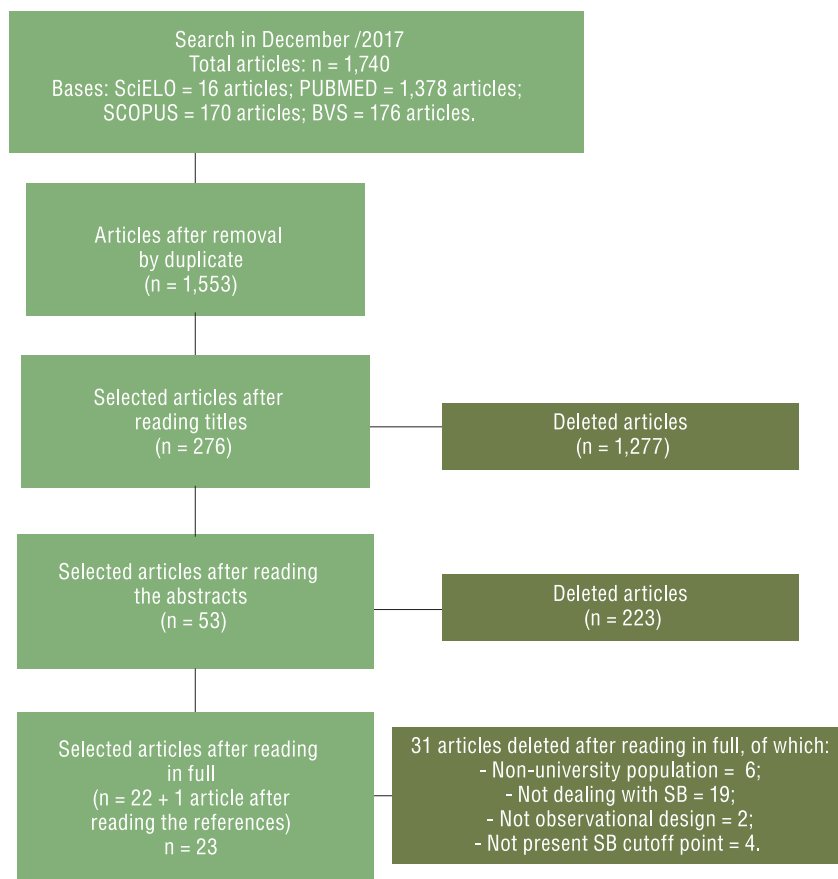 Search in December /2017
Total articles: n = 1,740
Bases: SciELO = 16 articles; PUBMED = 1,378 articles;
SCOPUS = 170 articles; BVS = 176 articles.
Articles after removal
by duplicate
(n = 1,553)
Selected articles after
reading titles
(n = 276)
Deleted articles
(n = 1,277)
Selected articles after reading
the abstracts
(n = 53)
Deleted articles
(n = 223)
Selected articles after reading
in full
(n = 22 + 1 article after
reading the references)
n = 23
31 articles deleted after reading in full, of which:
- Non-university population = 6;
- Not dealing with SB = 19;
- Not observational design = 2;
- Not present SB cutoff point = 4.